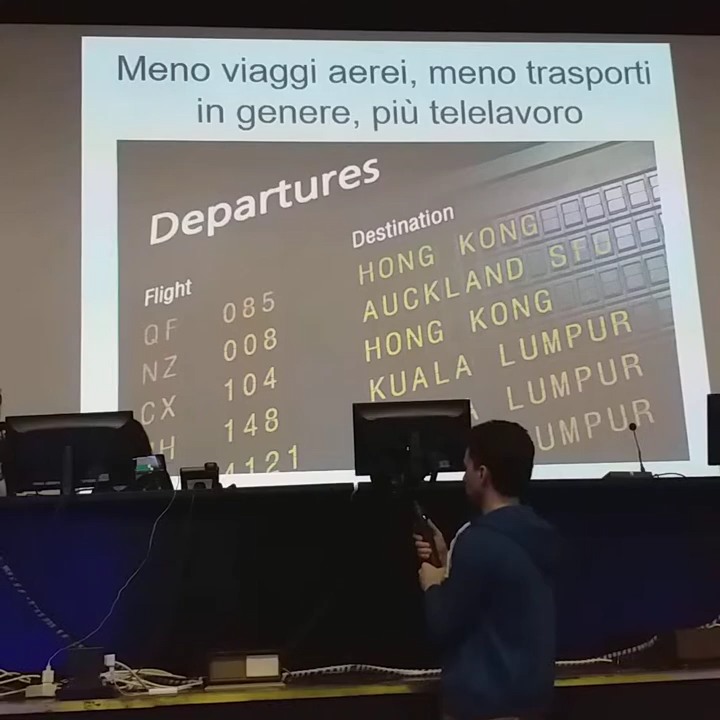 Meno viaggi aerei, meno trasporti
in genere, più telelavoro
Departures
Flight Destination
QF 085 HONG KONG
NZ 008 AUCKLAND
CX 104 HONG KONG
148 KUALA LUMPUR
4121 LUMPUR